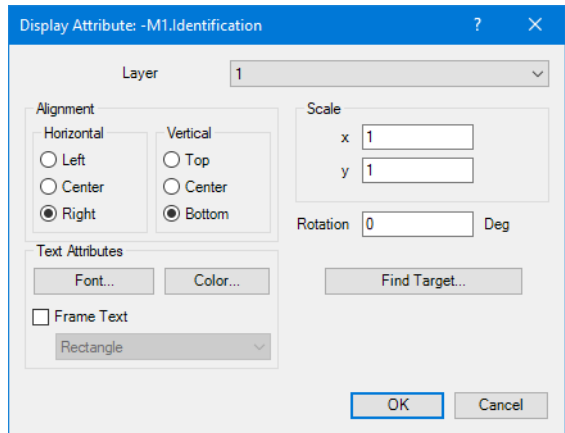 Display Attribute: -M1.Identification ?
Layer 1
Alignment
Horizontal Vertical
Left Top
Center Center
Right Bottom
Scale
x 1
y 1
Rotation 0 Deg
Text Attributes
Font... Color...
Find Target...
Frame Text
Rectangle
OK Cancel